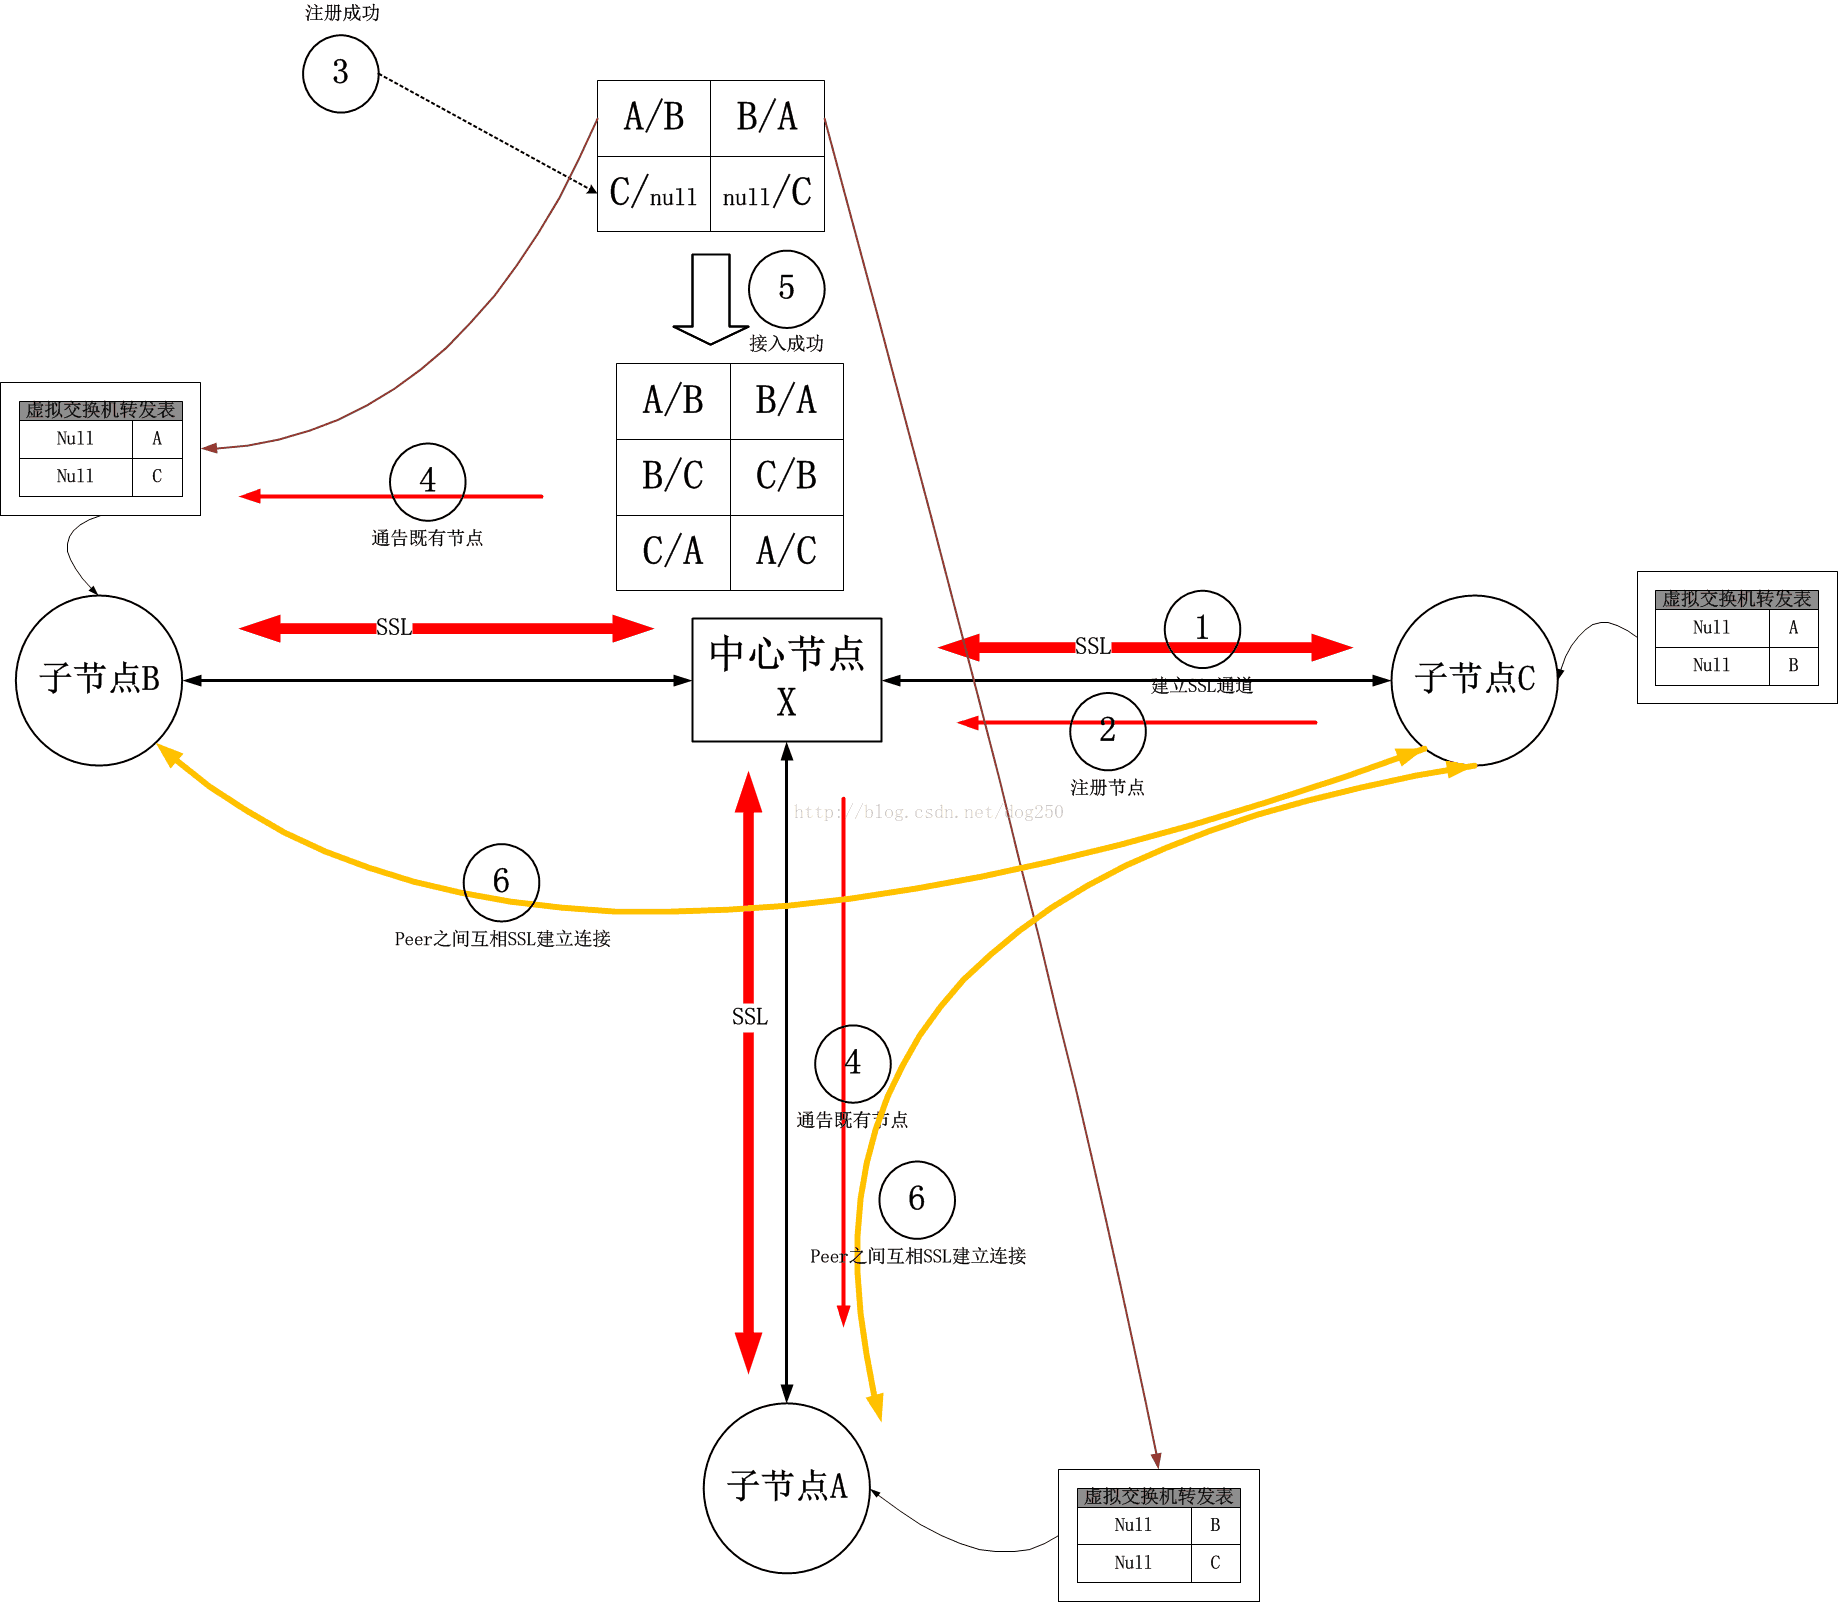 注册成功
3
A/B B/A
C/null null/C
5
接入成功
A/B B/A
B/C C/B
C/A A/C
虚拟交换机转发表
Null A
Null C
4
通告既有节点
SSL
子节点B
中心节点
X
1
SSL
建立SSL通道
2
注册节点
子节点C
虚拟交换机转发表
Null A
Null B
http://blog.csdn.net/dog250
6
Peer之间互相SSL建立连接
SSL
4
通告既有节点
6
Peer之间互相SSL建立连接
子节点A
虚拟交换机转发表
Null B
Null C